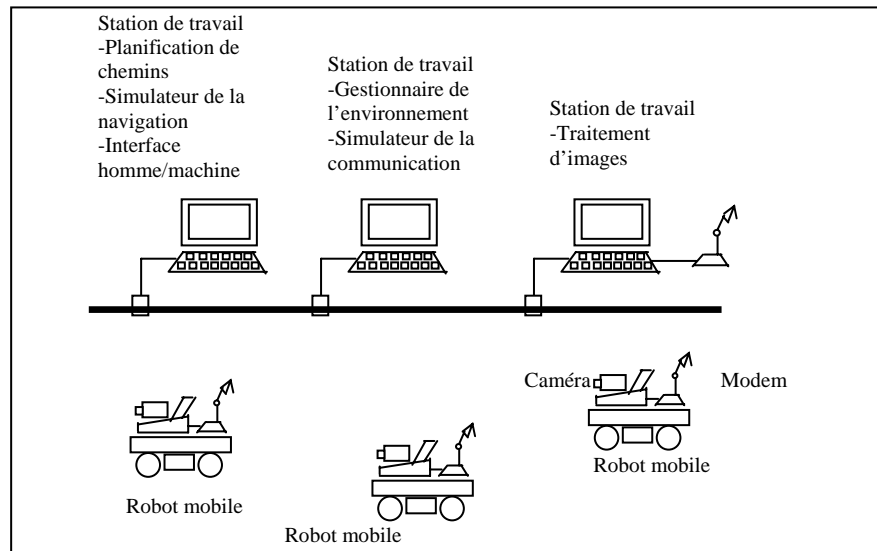 Station de travail
-Planification de
chemins
-Simulateur de la
navigation
-Interface
homme/machine
Station de travail
-Gestionnaire de
l’environnement
-Simulateur de la
communication
Station de travail
-Traitement
d’images
Caméra
Modem
Robot mobile
Robot mobile
Robot mobile